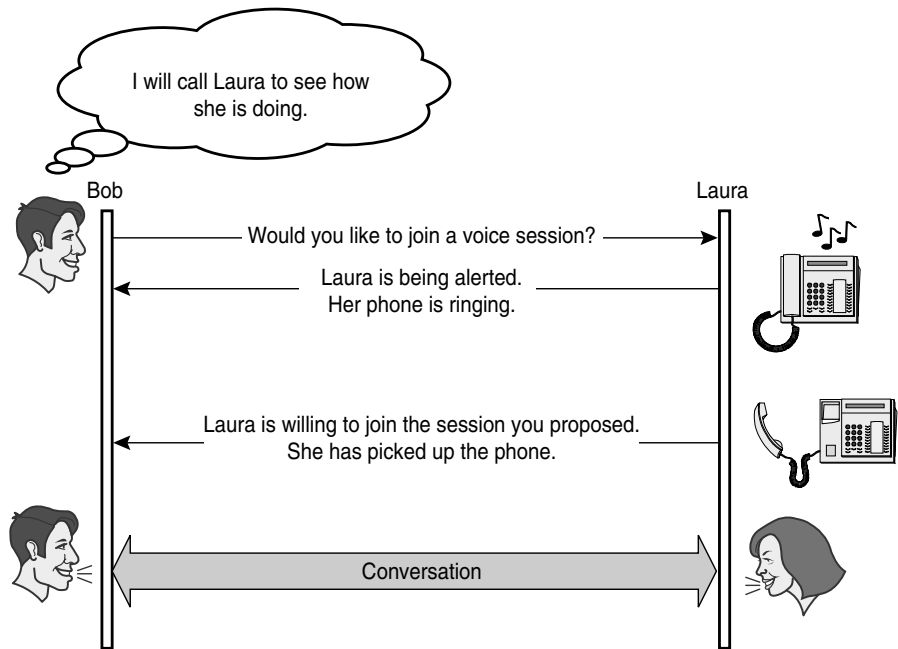 I will call Laura to see how
she is doing.
Bob
Laura
Would you like to join a voice session?
Laura is being alerted.
Her phone is ringing.
Laura is willing to join the session you proposed.
She has picked up the phone.
Conversation